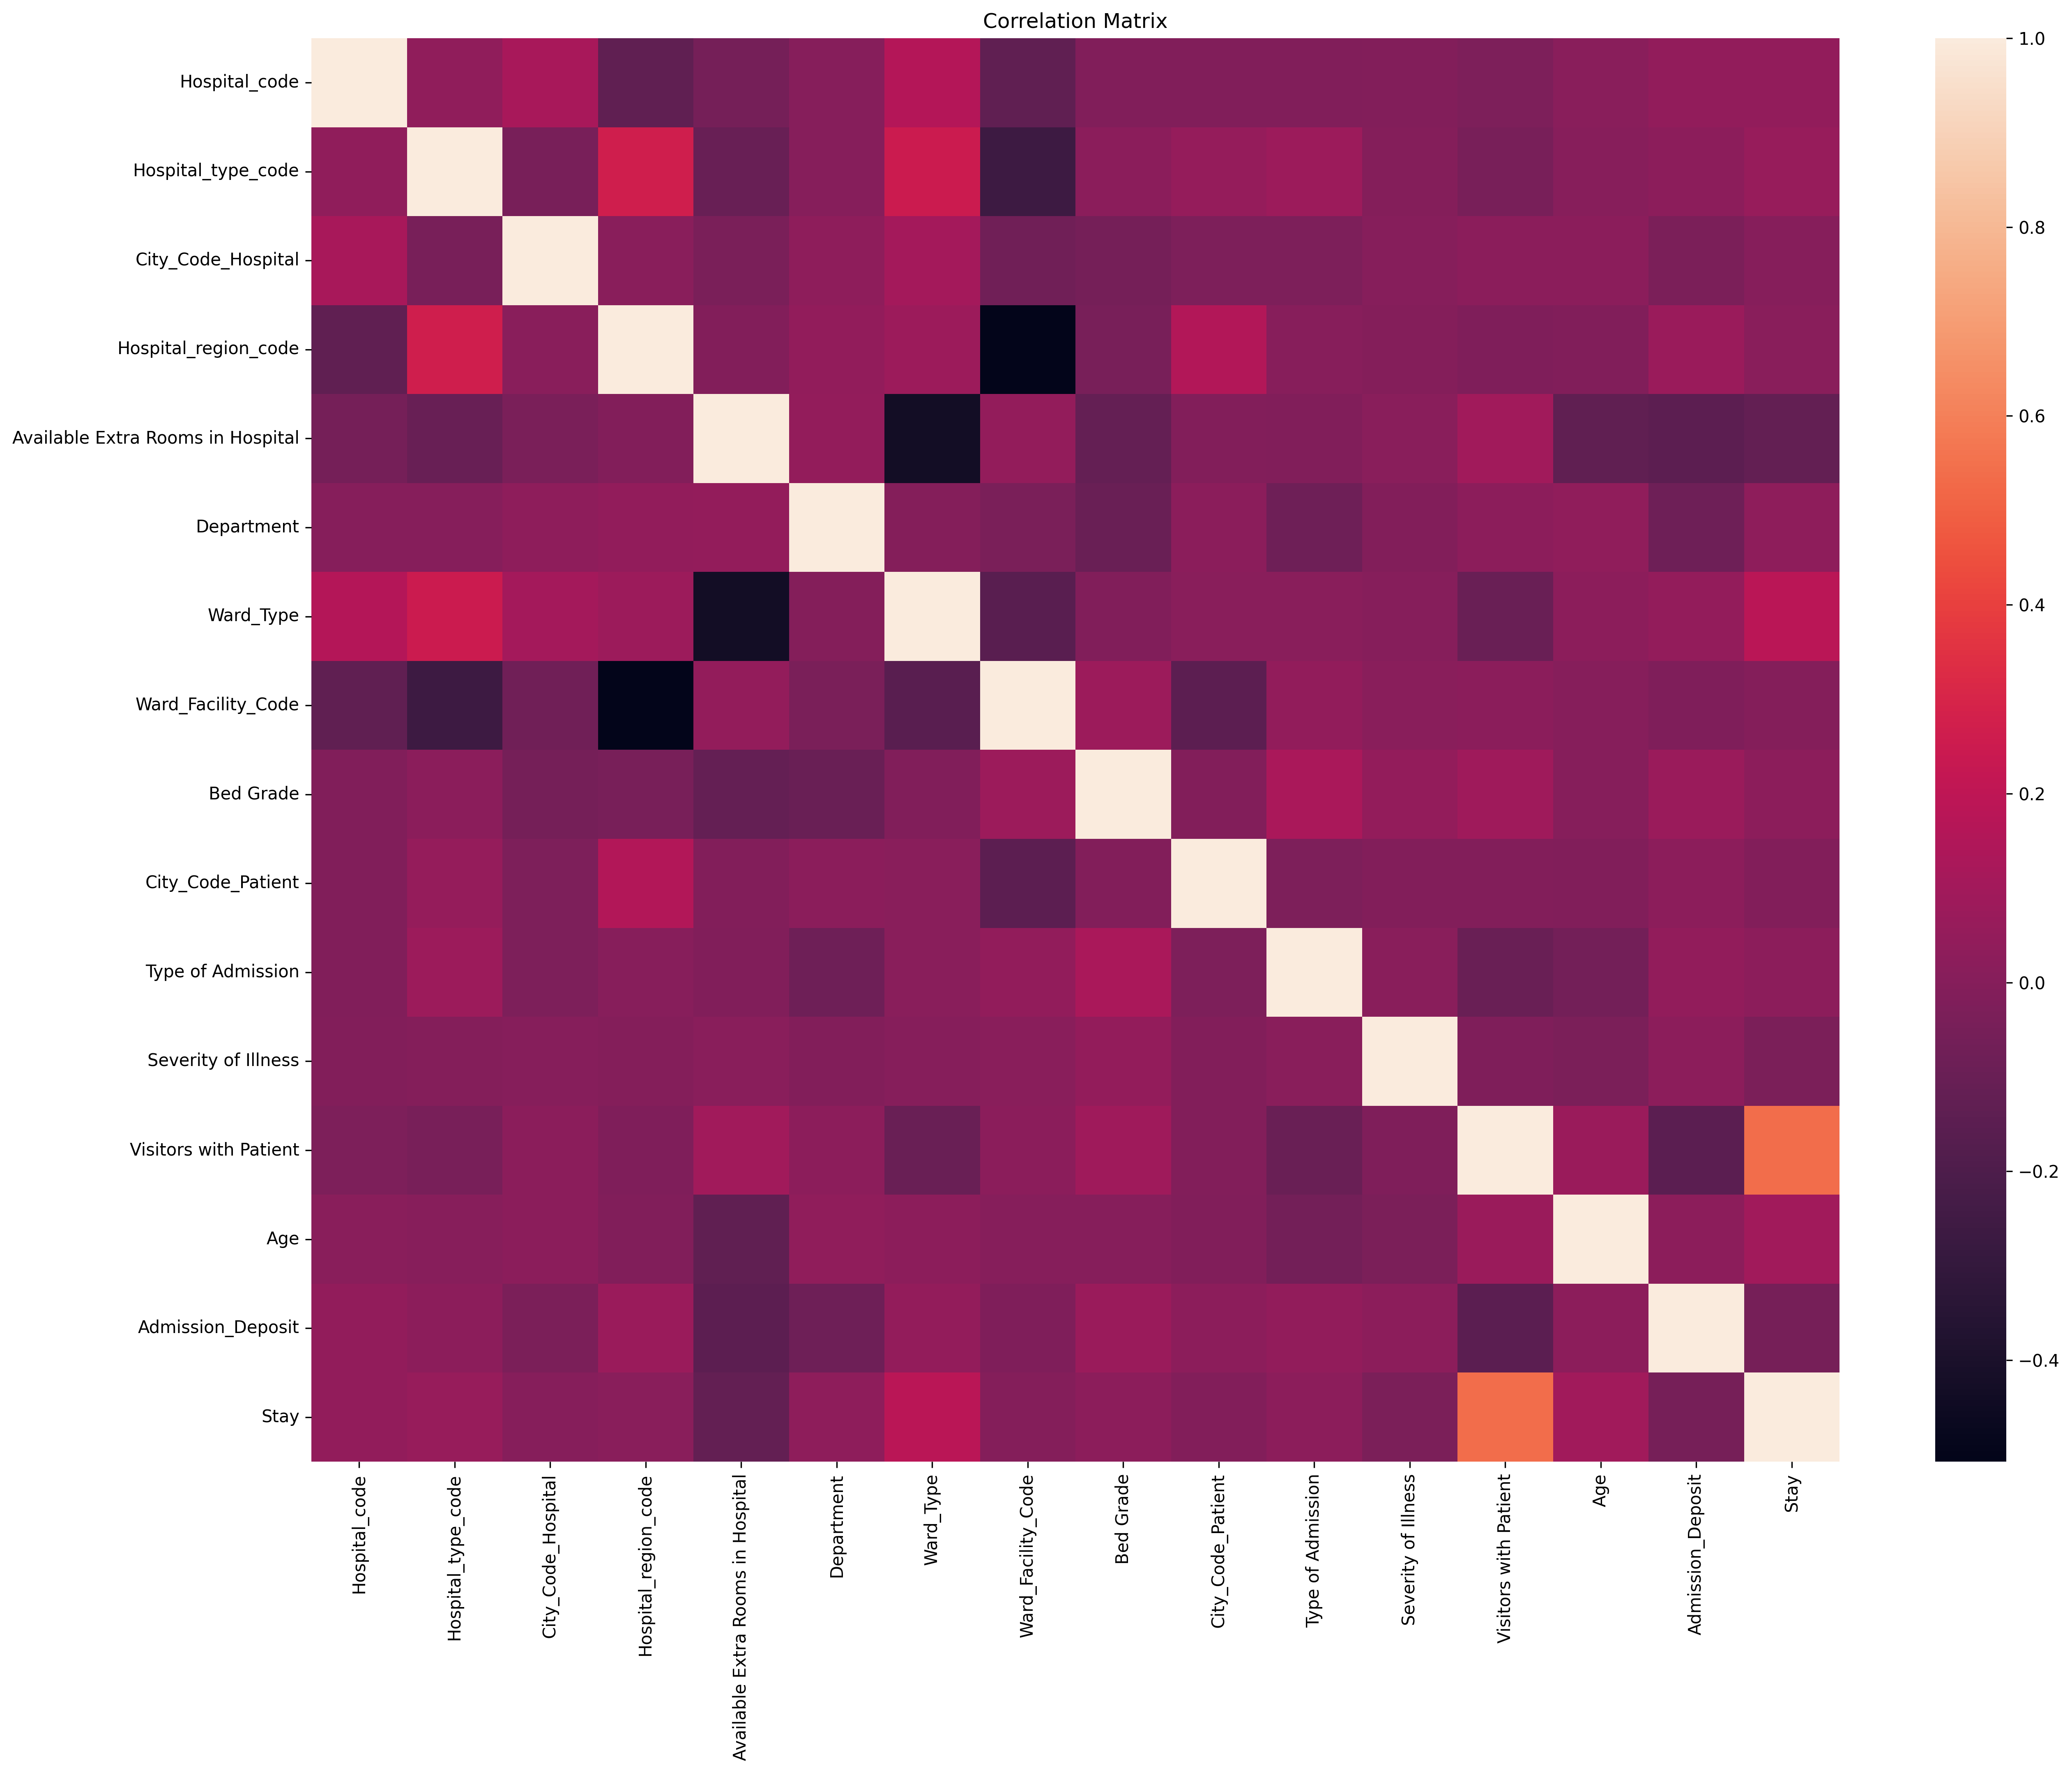 Correlation Matrix
Hospital_code
Hospital_type_code
City_Code_Hospital
Hospital_region_code
Available Extra Rooms in Hospital
Department
Ward_Type
Ward_Facility_Code
Bed Grade
City_Code_Patient
Type of Admission
Severity of Illness
Visitors with Patient
Age
Admission_Deposit
Stay
Hospital_code
Hospital_type_code
City_Code_Hospital
Hospital_region_code
Available Extra Rooms in Hospital
Department
Ward_Type
Ward_Facility_Code
Bed Grade
City_Code_Patient
Type of Admission
Severity of Illness
Visitors with Patient
Age
Admission_Deposit
Stay
1.0
0.8
0.6
0.4
0.2
0.0
−0.2
−0.4